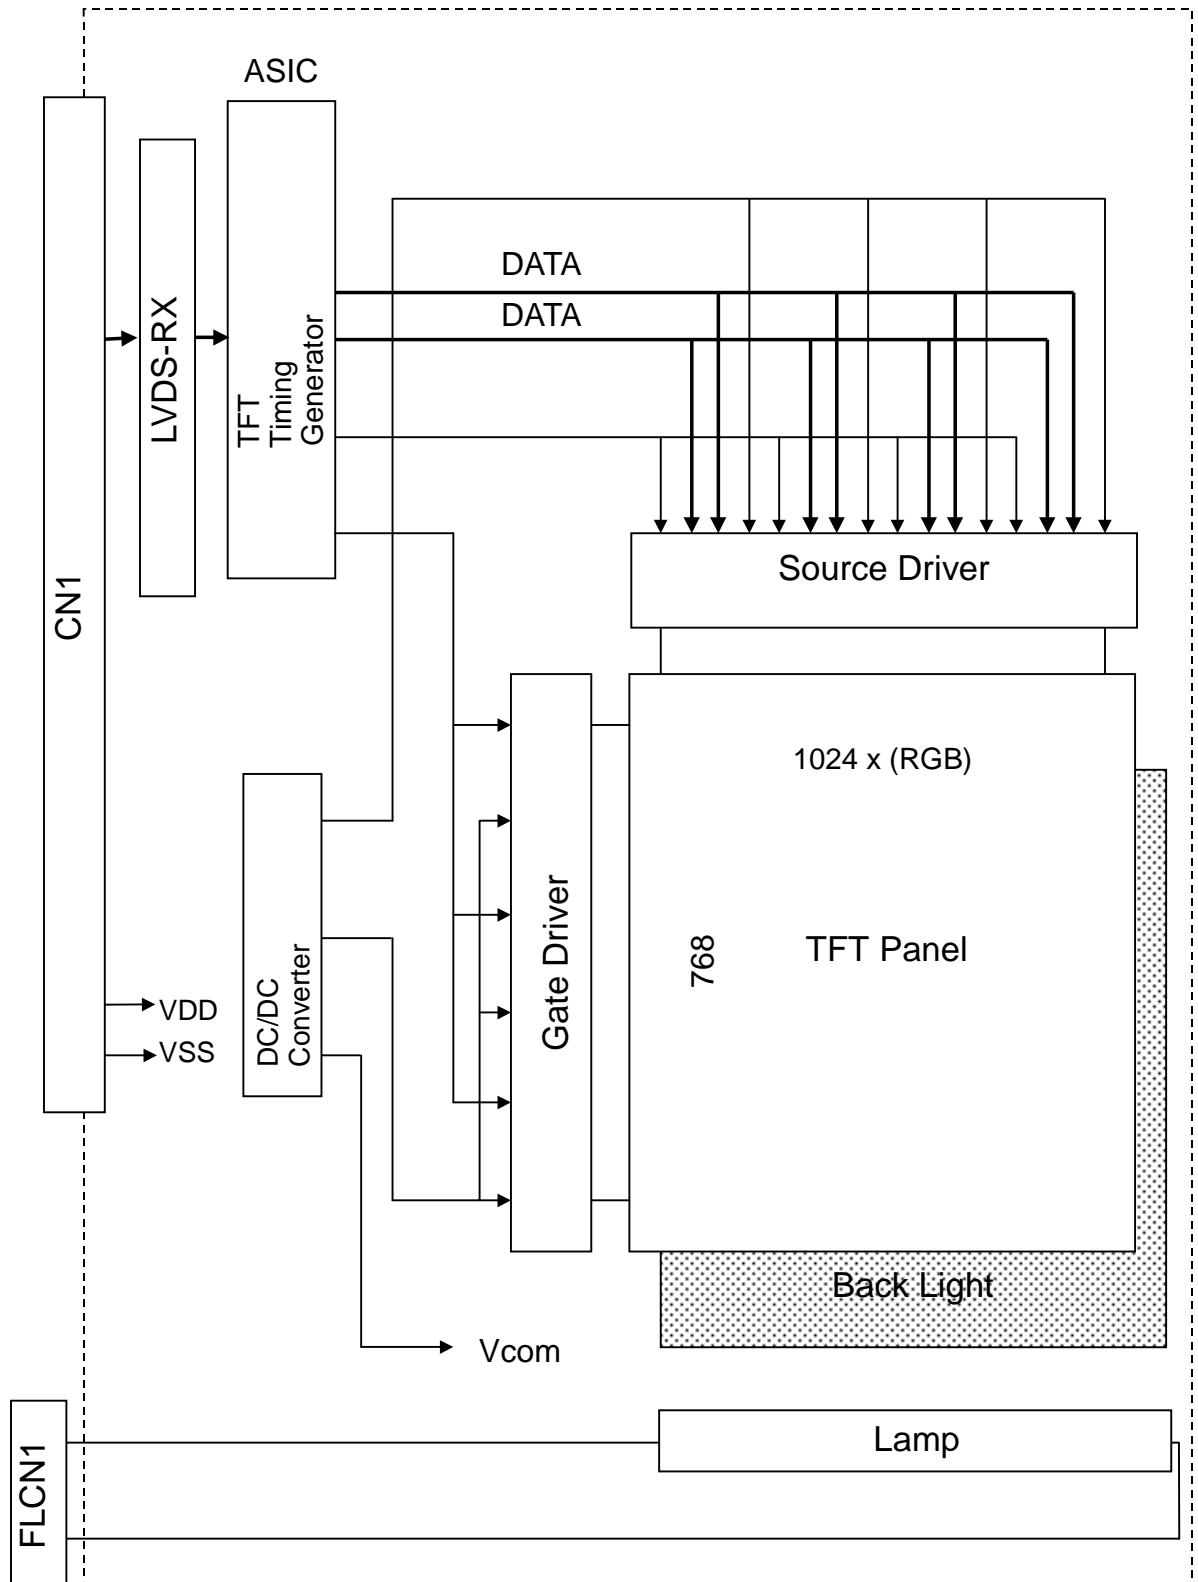 ASIC
CN1
LVDS-RX
TFT
Timing
Generator
DATA
DATA
Source Driver
1024 x (RGB)
768
TFT Panel
Gate Driver
DC/DC
Converter
VDD
VSS
Back Light
Vcom
Lamp
FLCN1